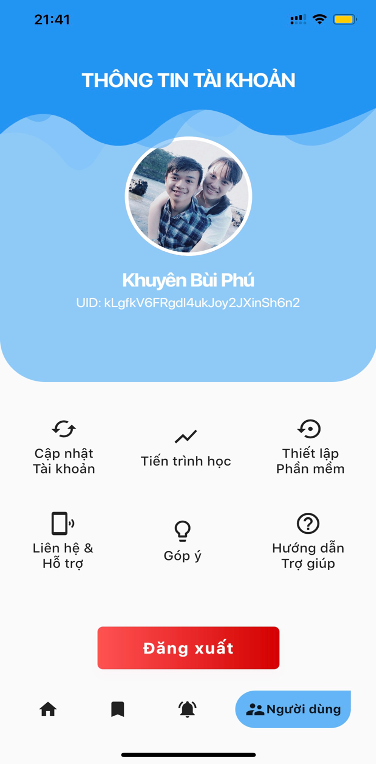 21:41
THÔNG TIN TÀI KHOẢN
Khuyên Bùi Phú
UID: kLgfkV6FRgdI4ukJoy2JXinSh6n2
Cập nhật
Tài khoản
Tiến trình học
Thiết lập
Phần mềm
Liên hệ &
Hỗ trợ
Góp ý
Hướng dẫn
Trợ giúp
Đăng xuất
Người dùng